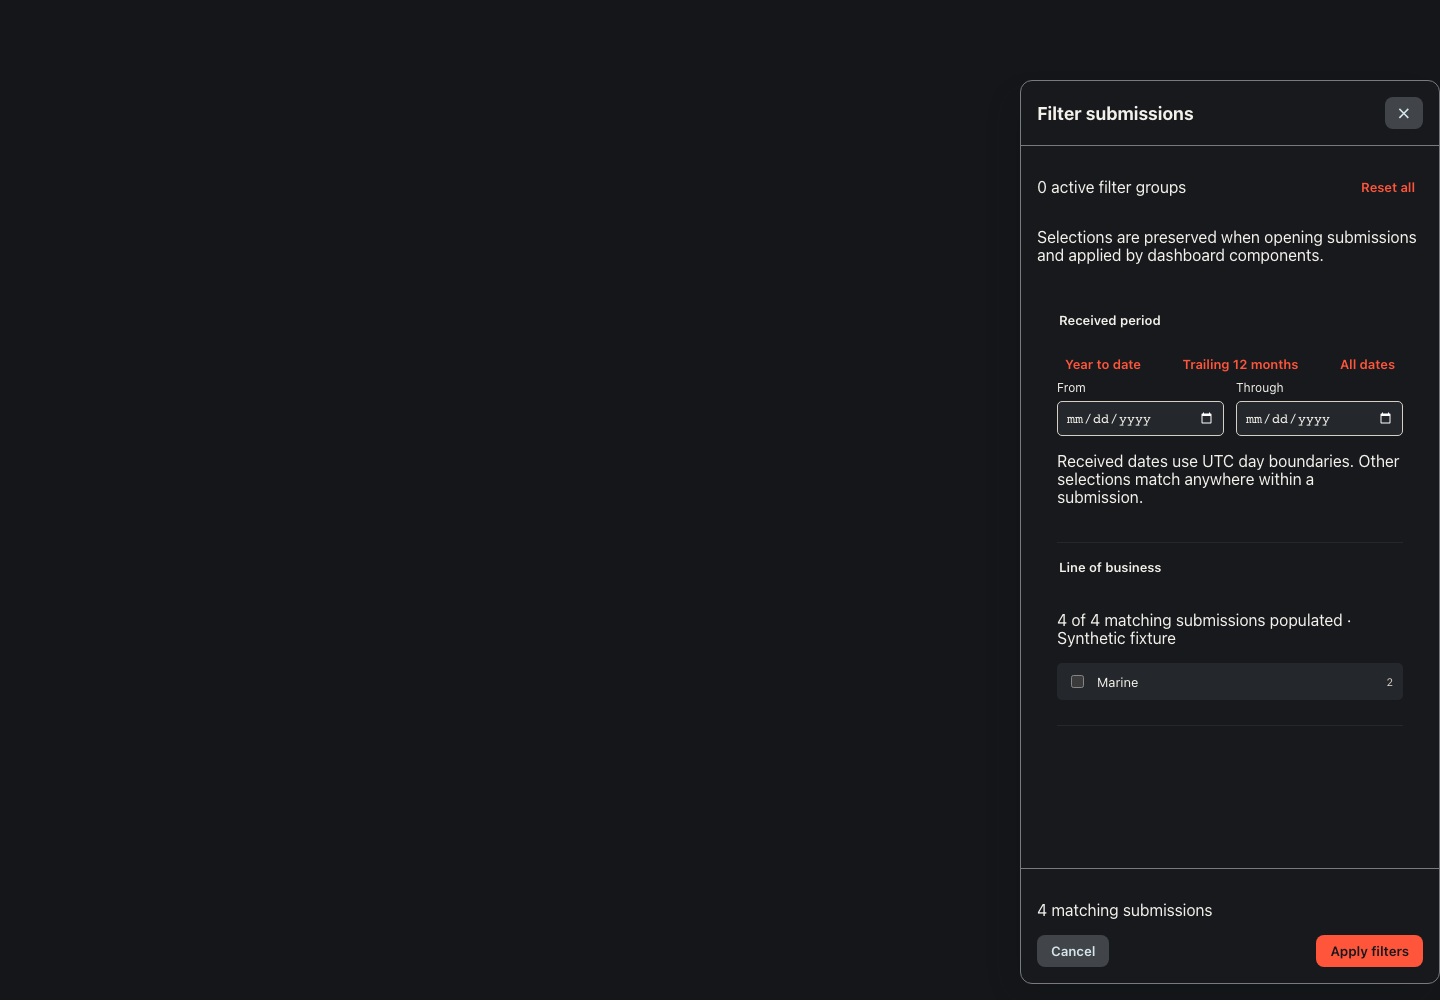 Filter submissions
0 active filter groups
Reset all
Selections are preserved when opening submissions
and applied by dashboard components.
Received period
Year to date
Trailing 12 months
All dates
From
Through
mm/dd/yyyy
mm/dd/yyyy
Received dates use UTC day boundaries. Other
selections match anywhere within a
submission.
Line of business
4 of 4 matching submissions populated ·
Synthetic fixture
Marine
2
4 matching submissions
Cancel
Apply filters